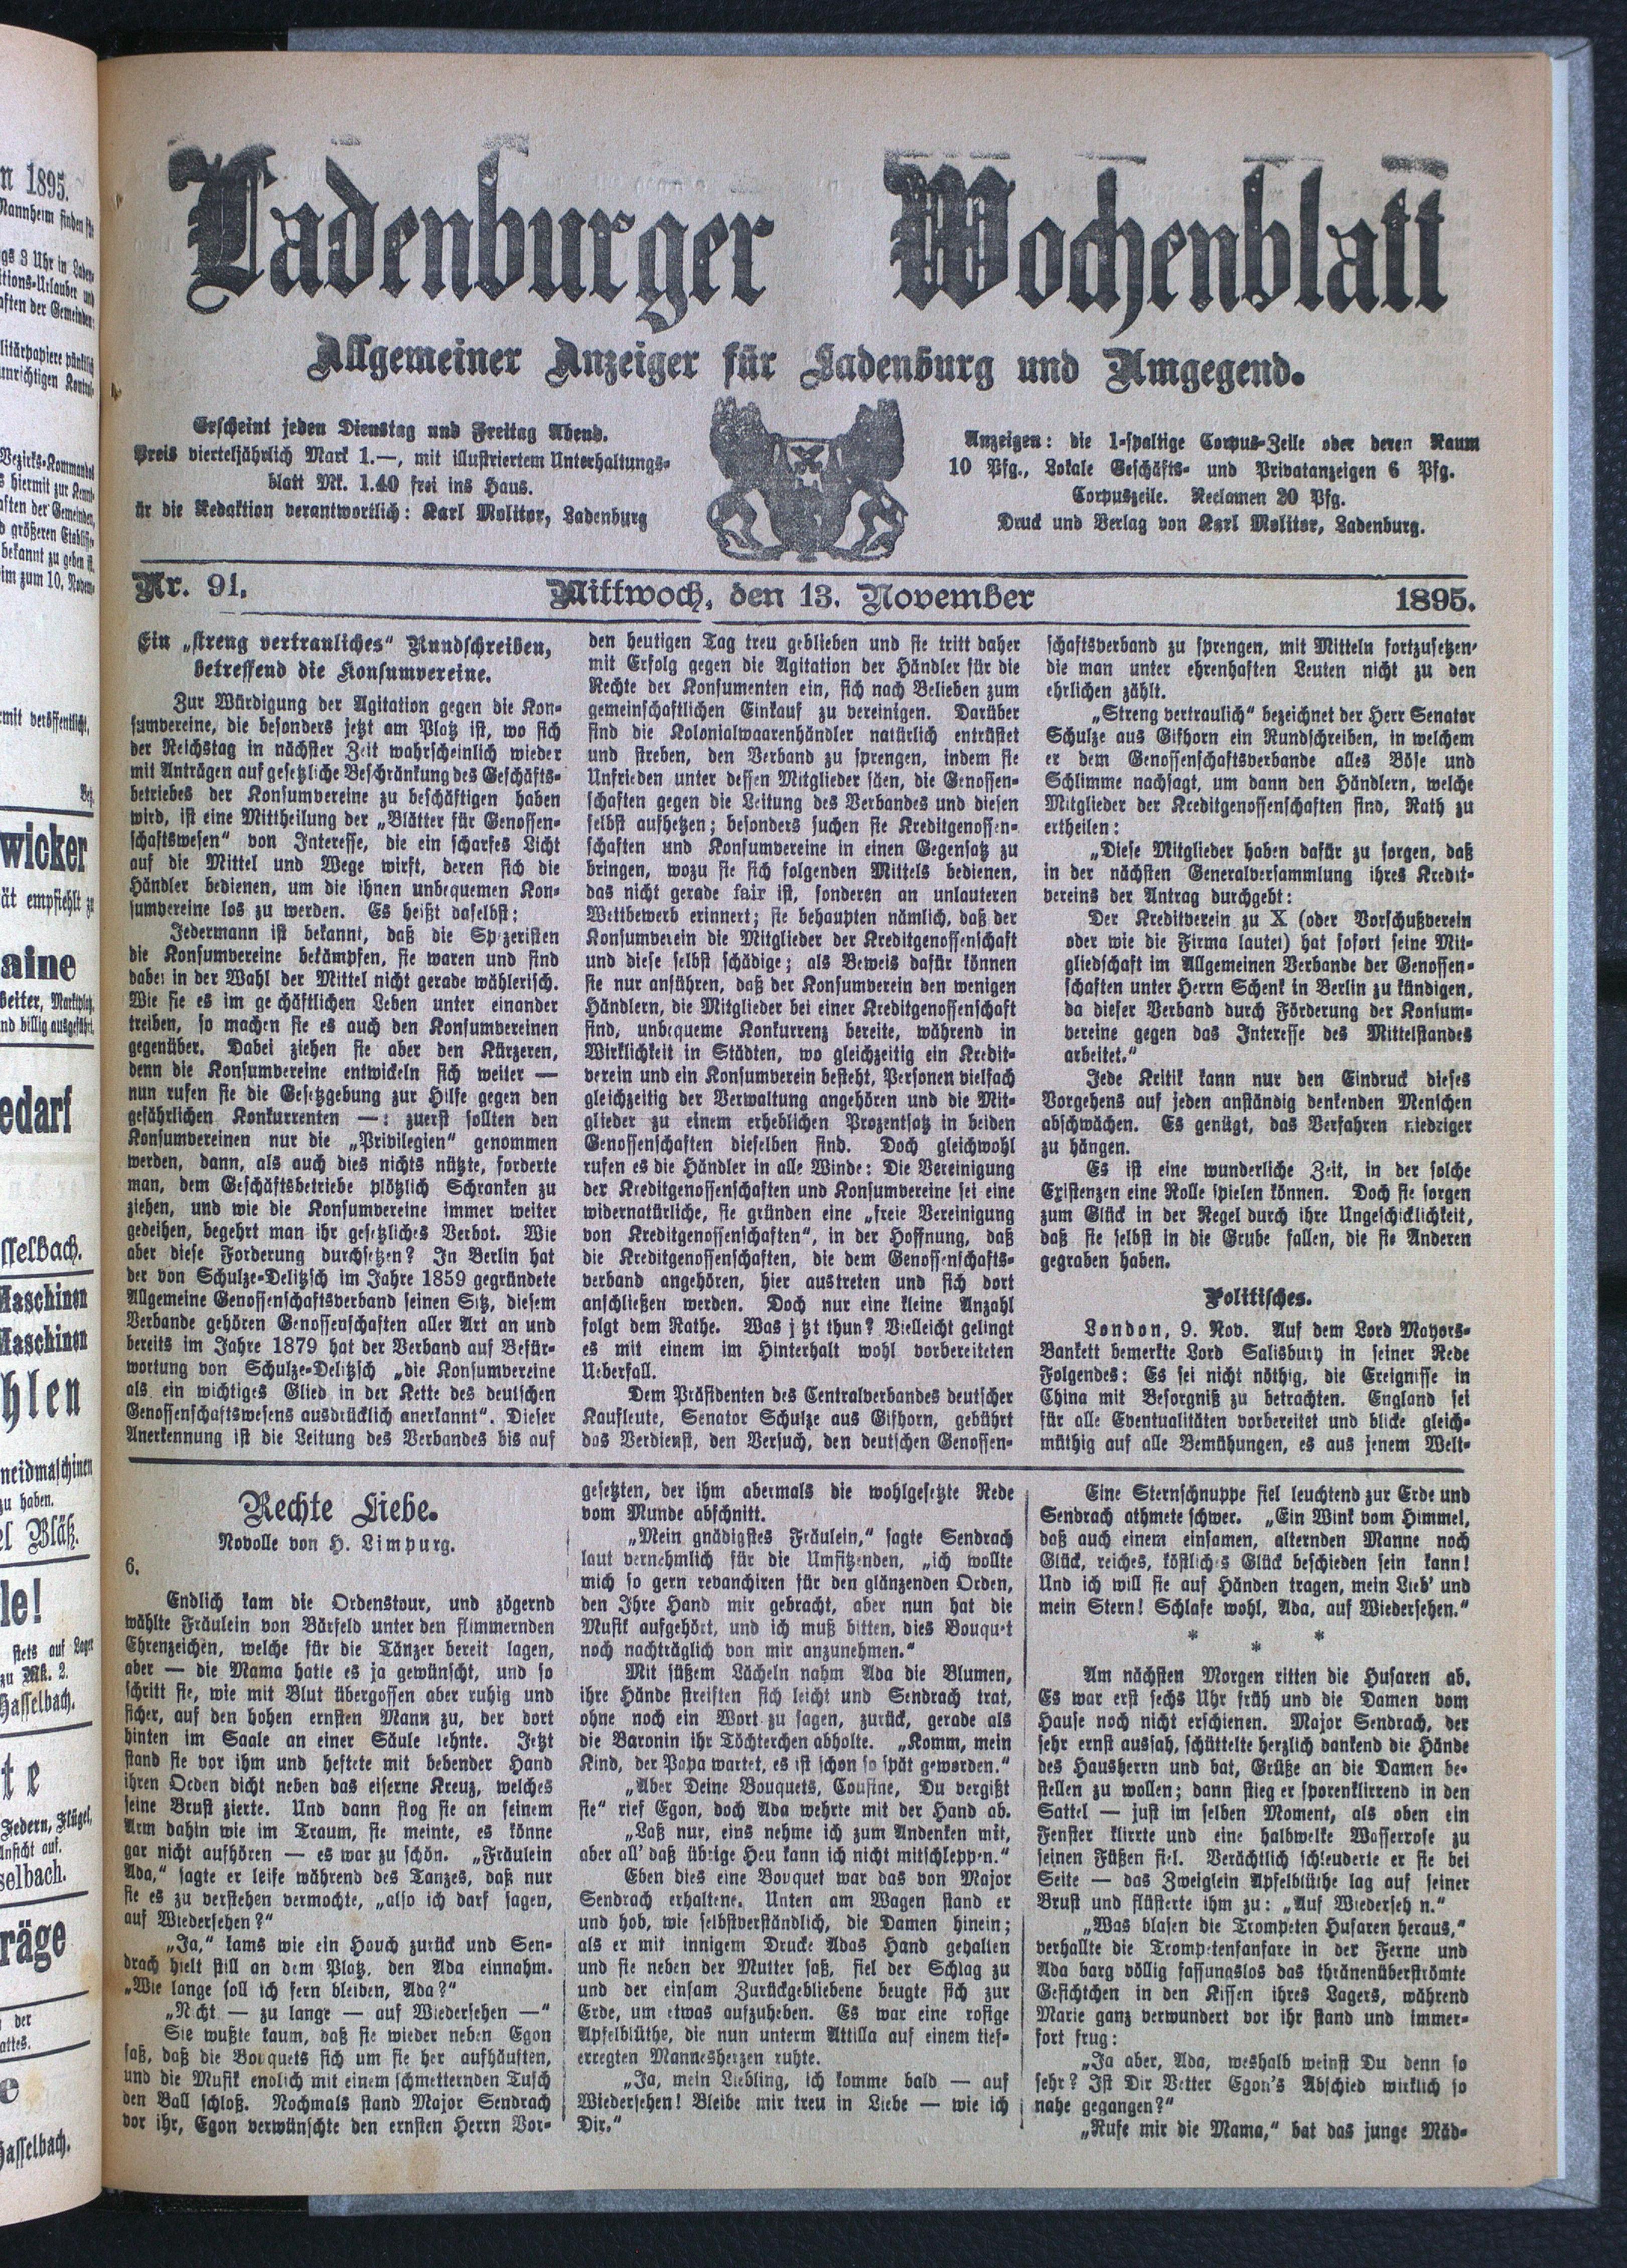 Ladenburger Wochenblatt
Allgemeiner Anzeiger für Ladenburg und Umgegend.
Erscheint jeden Dienstag und Freitag Abend.
Preis vierteljährlich Mark 1.—, mit illustriertem Unterhaltungs-
blatt Mk. 1.40 frei ins Haus.
ür die Redaktion verantwortlich: Karl Molitor, Ladenburg
Anzeigen: die 1-spaltige Corpus-Zeile oder deren Raum
10 Pfg., Lokale Geschäfts- und Privatanzeigen 6 Pfg.
Corpuszeile. Reclamen 20 Pfg.
Druck und Verlag von Karl Molitor, Ladenburg.
Nr. 91. Mittwoch, den 13. November 1895.
Ein „streng vertrauliches“ Rundschreiben,
betreffend die Konsumvereine.
Zur Würdigung der Agitation gegen die Kon-
sumvereine, die besonders jetzt am Platz ist, wo sich
der Reichstag in nächster Zeit wahrscheinlich wieder
mit Anträgen auf gesetzliche Beschränkung des Geschäfts-
betriebes der Konsumvereine zu beschäftigen haben
wird, ist eine Mittheilung der „Blätter für Genossen-
schaftswesen“ von Interesse, die ein scharfes Licht
auf die Mittel und Wege wirft, deren sich die
Händler bedienen, um die ihnen unbequemen Kon-
sumvereine los zu werden. Es heißt daselbst:
Jedermann ist bekannt, daß die Spezeristen
die Konsumvereine bekämpfen, sie waren und sind
dabei in der Wahl der Mittel nicht gerade wählerisch.
Wie sie es im ge chäftlichen Leben unter einander
treiben, so machen sie es auch den Konsumvereinen
gegenüber. Dabei ziehen sie aber den Kürzeren,
denn die Konsumvereine entwickeln sich weiter —
nun rufen sie die Gesetzgebung zur Hilfe gegen den
gefährlichen Konkurrenten —: zuerst sollten den
Konsumvereinen nur die „Privilegien“ genommen
werden, dann, als auch dies nichts nützte, forderte
man, dem Geschäftsbetriebe plötzlich Schranken zu
ziehen, und wie die Konsumvereine immer weiter
gedeihen, begehrt man ihr gesetzliches Verbot. Wie
aber diese Forderung durchsetzen? In Berlin hat
der von Schulze-Delitzsch im Jahre 1859 gegründete
Allgemeine Genossenschaftsverband seinen Sitz, diesem
Verbande gehören Genossenschaften aller Art an und
bereits im Jahre 1879 hat der Verband auf Befür-
wortung von Schulze-Delitzsch „die Konsumvereine
als ein wichtiges Glied in der Kette des deutschen
Genossenschaftswesens ausdrücklich anerkannt“. Dieser
Anerkennung ist die Leitung des Verbandes bis auf
den heutigen Tag treu geblieben und sie tritt daher
mit Erfolg gegen die Agitation der Händler für die
Rechte der Konsumenten ein, sich nach Belieben zum
gemeinschaftlichen Einkauf zu vereinigen. Darüber
sind die Kolonialwaarenhändler natürlich entrüstet
und streben, den Verband zu sprengen, indem sie
Unfrieden unter dessen Mitglieder säen, die Genossen-
schaften gegen die Leitung des Verbandes und diesen
selbst aufhetzen; besonders suchen sie Kreditgenossen-
schaften und Konsumvereine in einen Gegensatz zu
bringen, wozu sie sich folgenden Mittels bedienen,
das nicht gerade fair ist, sonderen an unlauteren
Wettbewerb erinnert; sie behaupten nämlich, daß der
Konsumverein die Mitglieder der Kreditgenossenschaft
und diese selbst schädige; als Beweis dafür können
sie nur anführen, daß der Konsumverein den wenigen
Händlern, die Mitglieder bei einer Kreditgenossenschaft
sind, unbequeme Konkurrenz bereite, während in
Wirklichkeit in Städten, wo gleichzeitig ein Kredit-
verein und ein Konsumverein besteht, Personen vielfach
gleichzeitig der Verwaltung angehören und die Mit-
glieder zu einem erheblichen Prozentsatz in beiden
Genossenschaften dieselben sind. Doch gleichwohl
rufen es die Händler in alle Winde: Die Vereinigung
der Kreditgenossenschaften und Konsumvereine sei eine
widernatürliche, sie gründen eine „freie Vereinigung
von Kreditgenossenschaften“, in der Hoffnung, daß
die Kreditgenossenschaften, die dem Genossenschafts-
verband angehören, hier austreten und sich dort
anschließen werden. Doch nur eine kleine Anzahl
folgt dem Rathe. Was j tzt thun? Vielleicht gelingt
es mit einem im Hinterhalt wohl vorbereiteten
Ueberfall.
Dem Präsidenten des Centralverbandes deutscher
Kaufleute, Senator Schulze aus Gifhorn, gebührt
das Verdienst, den Versuch, den deutschen Genossen-
schaftsverband zu sprengen, mit Mitteln fortzusetzen,
die man unter ehrenhaften Leuten nicht zu den
ehrlichen zählt.
„Streng vertraulich“ bezeichnet der Herr Senator
Schulze aus Gifhorn ein Rundschreiben, in welchem
er dem Genossenschaftsverbande alles Böse und
Schlimme nachsagt, um dann den Händlern, welche
Mitglieder der Kreditgenossenschaften sind, Rath zu
ertheilen:
„Diese Mitglieder haben dafür zu sorgen, daß
in der nächsten Generalversammlung ihres Kredit-
vereins der Antrag durchgeht:
Der Kreditverein zu X (oder Vorschußverein
oder wie die Firma lautet) hat sofort seine Mit-
gliedschaft im Allgemeinen Verbande der Genossen-
schaften unter Herrn Schenk in Berlin zu kündigen,
da dieser Verband durch Förderung der Konsum-
vereine gegen das Interesse des Mittelstandes
arbeitet.“
Jede Kritik kann nur den Eindruck dieses
Vorgehens auf jeden anständig denkenden Menschen
abschwächen. Es genügt, das Verfahren niedriger
zu hängen.
Es ist eine wunderliche Zeit, in der solche
Existenzen eine Rolle spielen können. Doch sie sorgen
zum Glück in der Regel durch ihre Ungeschicklichkeit,
daß sie selbst in die Grube fallen, die sie Anderen
gegraben haben.
Politisches.
London, 9. Nov. Auf dem Lord Mayors-
Bankett bemerkte Lord Salisbury in seiner Rede
Folgendes: Es sei nicht nöthig, die Ereignisse in
China mit Besorgniß zu betrachten. England sei
für alle Eventualitäten vorbereitet und blicke gleich-
müthig auf alle Bemühungen, es aus jenem Welt-
Rechte Liebe.
Novolle von H. Limpurg.
6.
Endlich kam die Ordenstour, und zögernd
wählte Fräulein von Bärfeld unter den flimmernden
Ehrenzeichen, welche für die Tänzer bereit lagen,
aber — die Mama hatte es ja gewünscht, und so
schritt sie, wie mit Blut übergossen aber ruhig und
sicher, auf den hohen ernsten Mann zu, der dort
hinten im Saale an einer Säule lehnte. Jetzt
stand sie vor ihm und heftete mit bebender Hand
ihren Orden dicht neben das eiserne Kreuz, welches
seine Brust zierte. Und dann flog sie an seinem
Arm dahin wie im Traum, sie meinte, es könne
gar nicht aufhören — es war zu schön. „Fräulein
Ada,“ sagte er leise während des Tanzes, daß nur
sie es zu verstehen vermochte, „also ich darf sagen,
auf Wiedersehen?“
„Ja,“ kams wie ein Hauch zurück und Sen-
drach hielt still an dem Platz, den Ada einnahm.
„Wie lange soll ich fern bleiben, Ada?“
„N cht — zu lange — auf Wiedersehen —“
Sie wußte kaum, daß sie wieder neben Egon
saß, daß die Bouquets sich um sie her aufhäuften,
und die Musik endlich mit einem schmetternden Tusch
den Ball schloß. Nochmals stand Major Sendrach
vor ihr, Egon verwünschte den ernsten Herrn Vor-
gesetzten, der ihm abermals die wohlgesetzte Rede
vom Munde abschnitt.
„Mein gnädigstes Fräulein,“ sagte Sendrach
laut vernehmlich für die Umsitzenden, „ich wollte
mich so gern revanchiren für den glänzenden Orden,
den Ihre Hand mir gebracht, aber nun hat die
Musik aufgehört, und ich muß bitten, dies Bouquet
noch nachträglich von mir anzunehmen.“
Mit süßem Lächeln nahm Ada die Blumen,
ihre Hände streiften sich leicht und Sendrach trat,
ohne noch ein Wort zu sagen, zurück, gerade als
die Baronin ihr Töchterchen abholte. „Komm, mein
Kind, der Papa wartet, es ist schon so spät geworden.“
„Aber Deine Bouquets, Cousine, Du vergißt
sie“ rief Egon, doch Ada wehrte mit der Hand ab.
„Laß nur, eins nehme ich zum Andenken mit,
aber all’ daß übrige Heu kann ich nicht mitschleppen.“
Eben dies eine Bouquet war das von Major
Sendrach erhaltene. Unten am Wagen stand er
und hob, wie selbstverständlich, die Damen hinein;
als er mit innigem Drucke Adas Hand gehalten
und sie neben der Mutter saß, fiel der Schlag zu
und der einsam Zurückgebliebene beugte sich zur
Erde, um etwas aufzuheben. Es war eine rosige
Apfelblüthe, die nun unterm Attilla auf einem tief-
erregten Mannesherzen ruhte.
„Ja, mein Liebling, ich komme bald — auf
Wiedersehen! Bleibe mir treu in Liebe — wie ich
Dir.“
Eine Sternschnuppe fiel leuchtend zur Erde und
Sendrach athmete schwer. „Ein Wink vom Himmel,
daß auch einem einsamen, alternden Manne noch
Glück, reiches, köstliches Glück beschieden sein kann!
Und ich will sie auf Händen tragen, mein Lieb’ und
mein Stern! Schlafe wohl, Ada, auf Wiedersehen.“
* * *
Am nächsten Morgen ritten die Husaren ab.
Es war erst sechs Uhr früh und die Damen vom
Hause noch nicht erschienen. Major Sendrach, der
sehr ernst aussah, schüttelte herzlich dankend die Hände
des Hausherrn und bat, Grüße an die Damen be-
stellen zu wollen; dann stieg er sporenklirrend in den
Sattel — just im selben Moment, als oben ein
Fenster klirrte und eine halbwelke Wasserrose zu
seinen Füßen fiel. Verächtlich schleuderte er sie bei
Seite — das Zweiglein Apfelblüthe lag auf seiner
Brust und flüsterte ihm zu: „Auf Wiederseh n.“
„Was blasen die Trompeten Husaren heraus,“
verhallte die Trompetenfanfare in der Ferne und
Ada barg völlig fassungslos das thränenüberströmte
Gesichtchen in den Kissen ihres Lagers, während
Marie ganz verwundert vor ihr stand und immer-
fort frug:
„Ja aber, Ada, weshalb weinst Du denn so
sehr? Ist Dir Vetter Egon’s Abschied wirklich so
nahe gegangen?“
„Rufe mir die Mama,“ bat das junge Mäd-